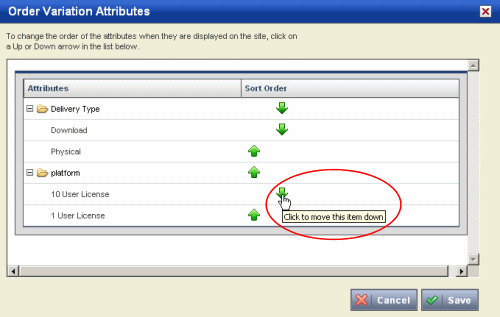 Order Variation Attributes
To change the order of the attributes when they are displayed on the site, click on
a Up or Down arrow in the list below.
Attributes Sort Order
Delivery Type
Download
Physical
platform
10 User License
1 User License
Click to move this item down
Cancel Save